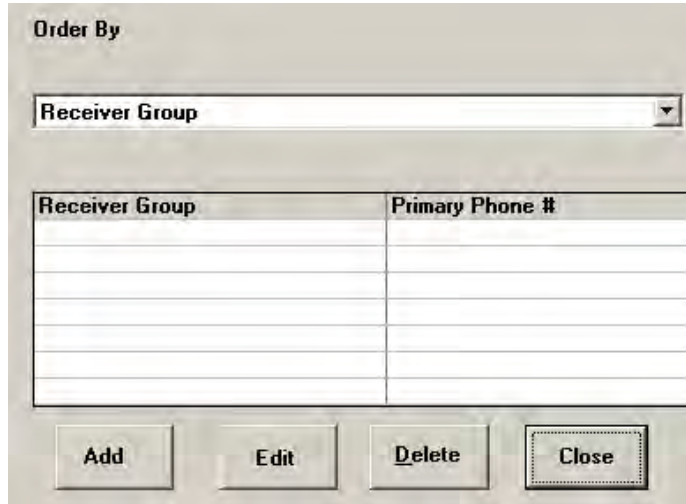 Order By
Receiver Group
Receiver Group Primary Phone #
Add Edit Delete Close